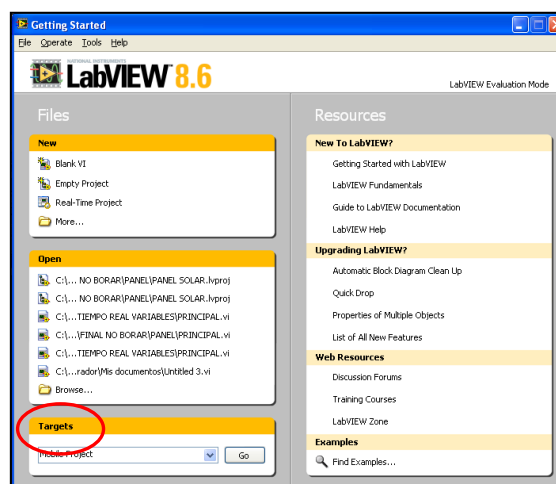 Getting Started
File Operate Tools Help
NATIONAL INSTRUMENTS
LabVIEW 8.6
LabVIEW Evaluation Mode
Files
New
Blank VI
Empty Project
Real-Time Project
More...
Open
C:\... NO BORAR\PANEL\PANEL SOLAR.lvproj
C:\... NO BORAR\PANEL\PANEL SOLAR.lvproj
C:\...TIEMPO REAL VARIABLES\PRINCIPAL.vi
C:\...\FINAL NO BORAR\PRINCIPAL.vi
C:\...TIEMPO REAL VARIABLES\PRINCIPAL.vi
C:\...rador\Mis documentos\Untitled 3.vi
Browse...
Targets
Mobile Project
Go
Resources
New To LabVIEW?
Getting Started with LabVIEW
LabVIEW Fundamentals
Guide to LabVIEW Documentation
LabVIEW Help
Upgrading LabVIEW?
Automatic Block Diagram Clean Up
Quick Drop
Properties of Multiple Objects
List of All New Features
Web Resources
Discussion Forums
Training Courses
LabVIEW Zone
Examples
Find Examples...